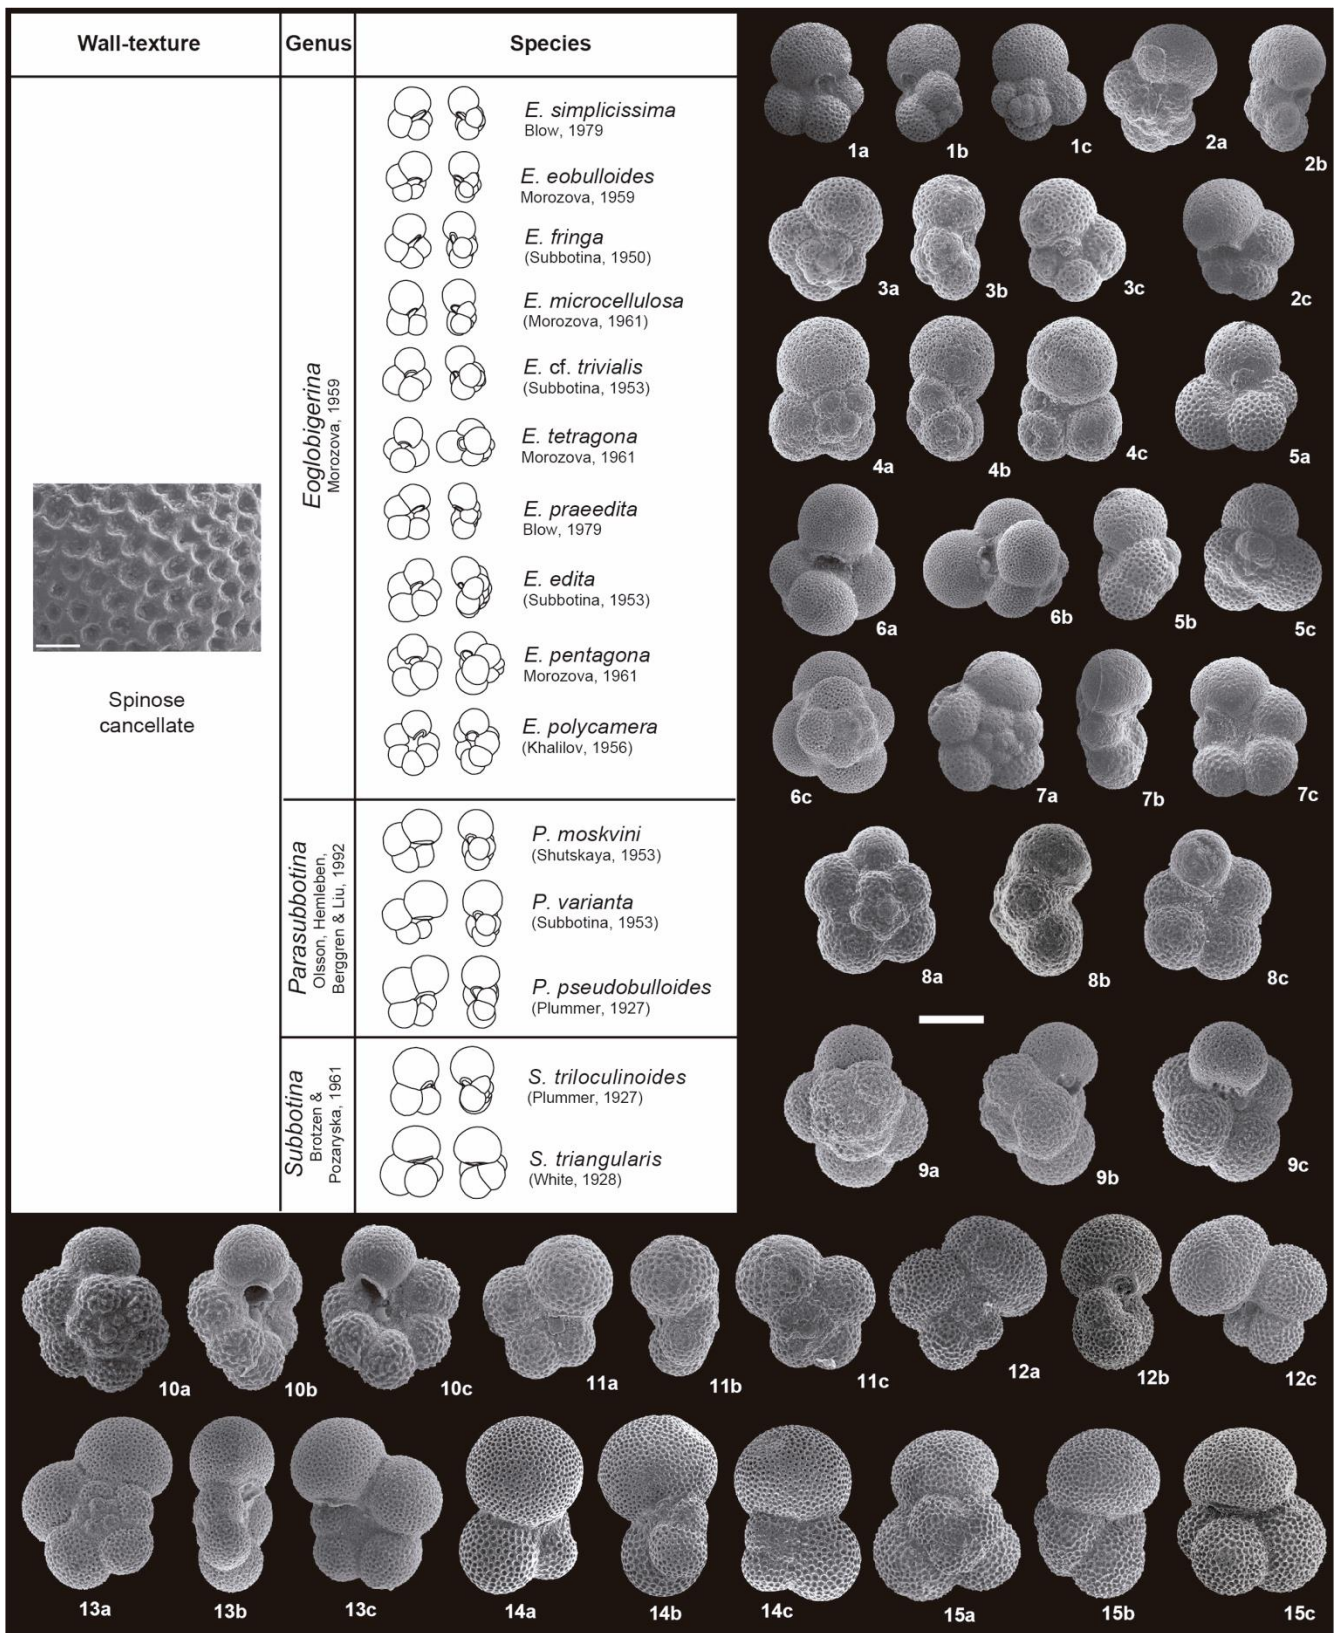 Wall-texture
Genus
Species
Spinose
cancellate
Eoglobigerina
Morozova, 1959
E. simplicissima
Blow, 1979
E. eobulloides
Morozova, 1959
E. fringa
(Subbotina, 1950)
E. microcellulosa
(Morozova, 1961)
E. cf. trivialis
(Subbotina, 1953)
E. tetragona
Morozova, 1961
E. praeedita
Blow, 1979
E. edita
(Subbotina, 1953)
E. pentagona
Morozova, 1961
E. polycamera
(Khalilov, 1956)
Parasubbotina
Olsson, Hemleben,
Berggren & Liu, 1992
P. moskvini
(Shutskaya, 1953)
P. varianta
(Subbotina, 1953)
P. pseudobulloides
(Plummer, 1927)
Subbotina
Brotzen &
Pozaryska, 1961
S. triloculinoides
(Plummer, 1927)
S. triangularis
(White, 1928)
1a
1b
1c
2a
2b
3a
3b
3c
2c
4a
4b
4c
5a
6a
6b
5b
5c
6c
7a
7b
7c
8a
8b
8c
9a
9b
9c
10a
10b
10c
11a
11b
11c
12a
12b
12c
13a
13b
13c
14a
14b
14c
15a
15b
15c